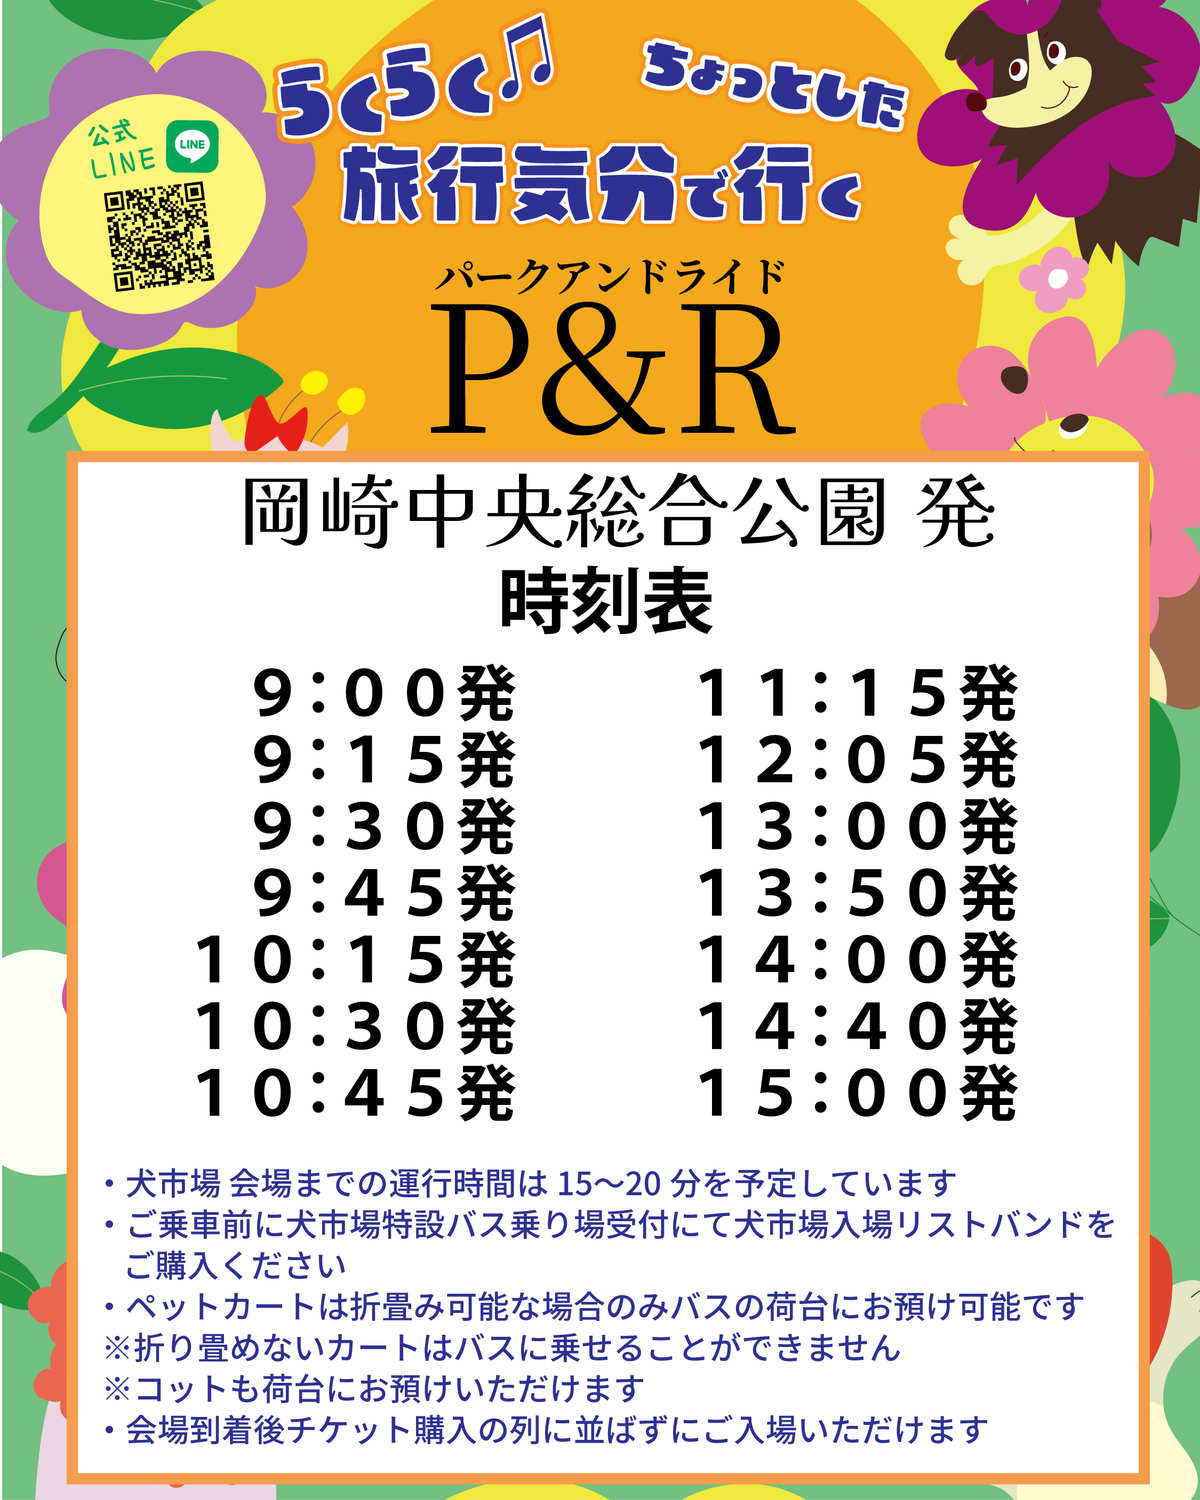 公式
LINE
LINE
らくらく♫ ちょっとした
旅行気分で行く
パークアンドライド
P&R
岡崎中央総合公園 発
時刻表
9:00発 11:15発
9:15発 12:05発
9:30発 13:00発
9:45発 13:50発
10:15発 14:00発
10:30発 14:40発
10:45発 15:00発
・犬市場 会場までの運行時間は 15〜20 分を予定しています
・ご乗車前に犬市場特設バス乗り場受付にて犬市場入場リストバンドを
ご購入ください
・ペットカートは折畳み可能な場合のみバスの荷台にお預け可能です
※折り畳めないカートはバスに乗せることができません
※コットも荷台にお預けいただけます
・会場到着後チケット購入の列に並ばずにご入場いただけます